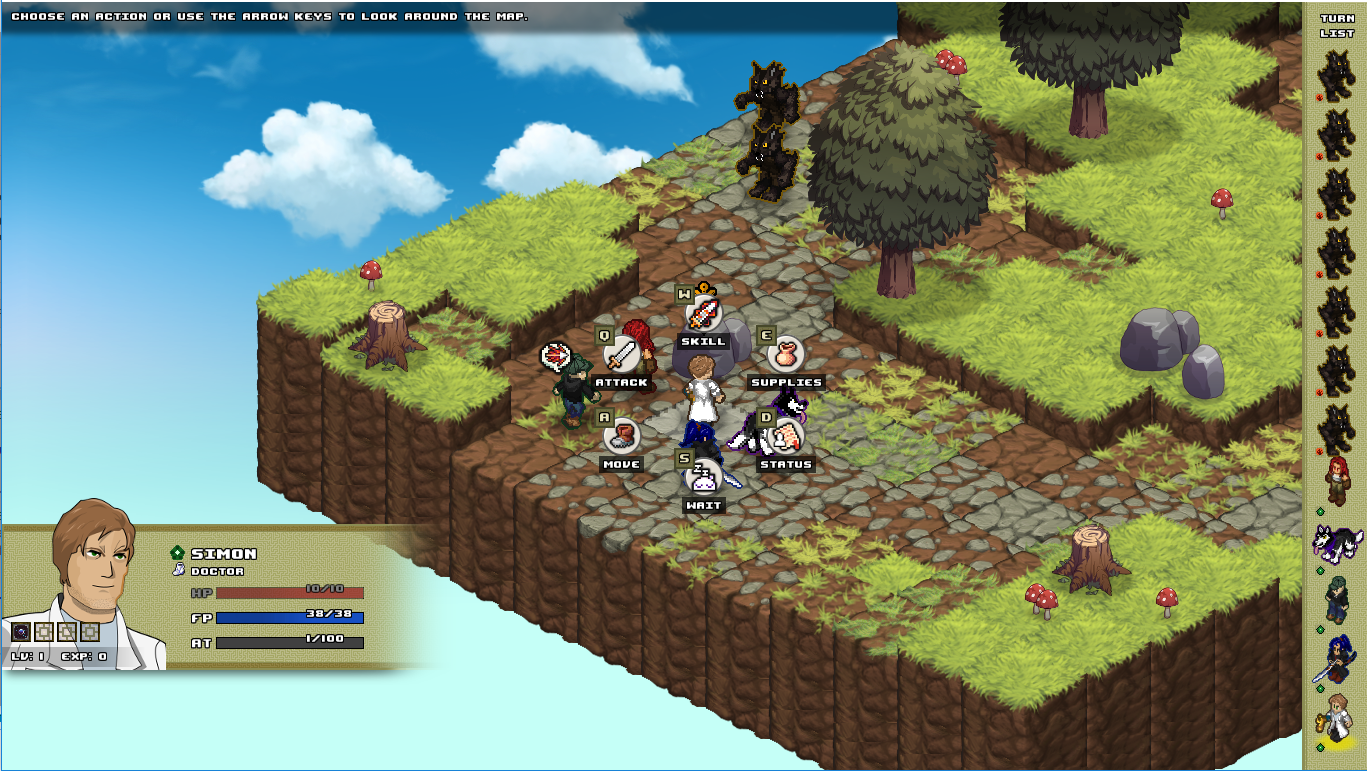 CHOOSE AN ACTION OR USE THE ARROW KEYS TO LOOK AROUND THE MAP.
TURN
LIST
W
SKILL
Q
ATTACK
E
SUPPLIES
A
MOVE
D
STATUS
S
ZZZ
WAIT
SIMON
DOCTOR
HP 10/10
FP 38/38
AT 1/100
LV: 1 EXP: 0